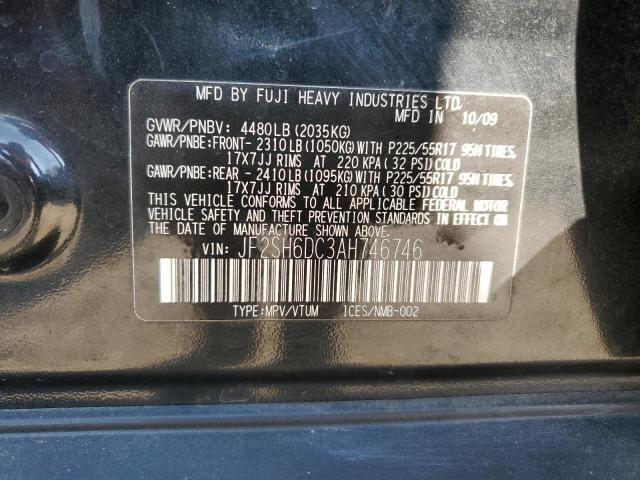 MFD BY FUJI HEAVY INDUSTRIES LTD.
MFD IN 10/09
GVWR/PNBV: 4480LB(2035KG)
GAWR/PNBE:FRONT-2310LB(1050KG)WITH P225/55R17 95H TIRES,
17X7JJ RIMS AT 220 KPA(32 PSI)COLD
GAWR/PNBE:REAR -2410LB(1095KG)WITH P225/55R17 95H TIRES,
17X7JJ RIMS AT 210 KPA(30 PSI)COLD
THIS VEHICLE CONFORMS TO ALL APPLICABLE FEDERAL MOTOR
VEHICLE SAFETY AND THEFT PREVENTION STANDARDS IN EFFECT ON
THE DATE OF MANUFACTURE SHOWN ABOVE.
VIN: JF2SH6DC3AH746746
TYPE:MPV/VTUM ICES/NMB-002